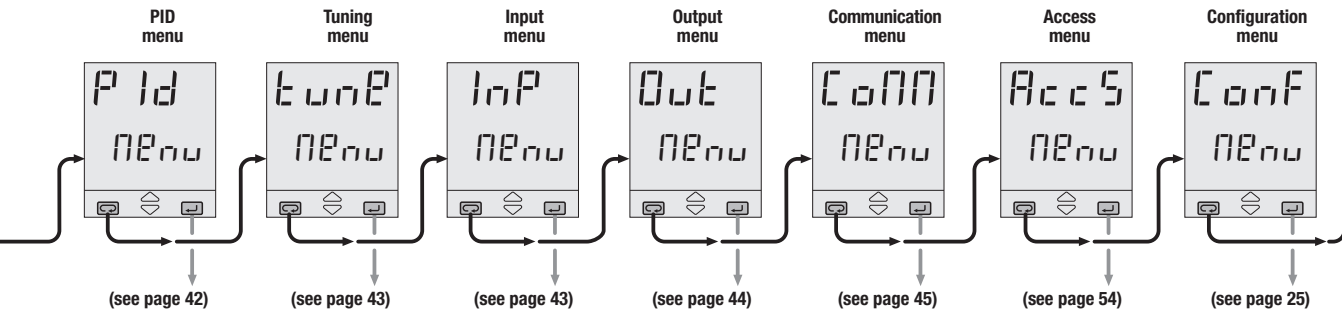 PID
menu
Tuning
menu
Input
menu
Output
menu
Communication
menu
Access
menu
Configuration
menu
PId
MEnu
tunE
MEnu
InP
MEnu
Out
MEnu
CoMM
MEnu
AccS
MEnu
ConF
MEnu
(see page 42)
(see page 43)
(see page 43)
(see page 44)
(see page 45)
(see page 54)
(see page 25)